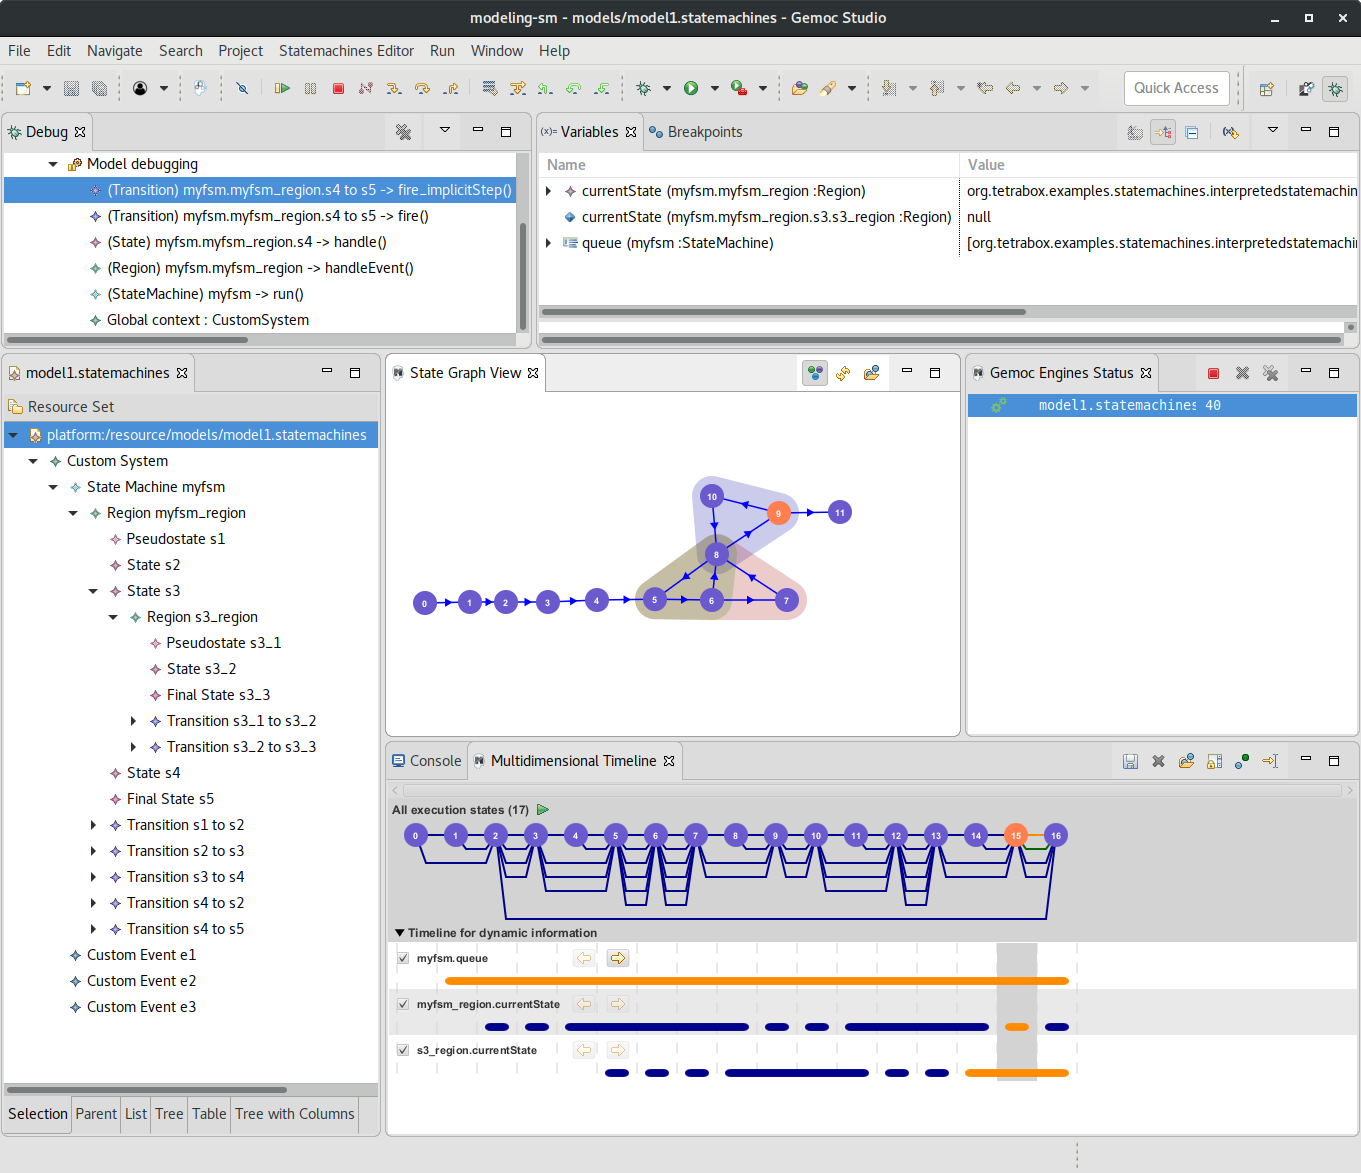 modeling-sm - models/model1.statemachines - Gemoc Studio
File Edit Navigate Search Project Statemachines Editor Run Window Help
Quick Access
Debug
Model debugging
(Transition) myfsm.myfsm_region.s4 to s5 -> fire_implicitStep()
(Transition) myfsm.myfsm_region.s4 to s5 -> fire()
(State) myfsm.myfsm_region.s4 -> handle()
(Region) myfsm.myfsm_region -> handleEvent()
(StateMachine) myfsm -> run()
Global context : CustomSystem
(x)= Variables Breakpoints
Name Value
currentState (myfsm.myfsm_region :Region) org.tetrabox.examples.statemachines.interpretedstatemachin
currentState (myfsm.myfsm_region.s3.s3_region :Region) null
queue (myfsm :StateMachine) [org.tetrabox.examples.statemachines.interpretedstatemachi
model1.statemachines
Resource Set
platform:/resource/models/model1.statemachines
Custom System
State Machine myfsm
Region myfsm_region
Pseudostate s1
State s2
State s3
Region s3_region
Pseudostate s3_1
State s3_2
Final State s3_3
Transition s3_1 to s3_2
Transition s3_2 to s3_3
State s4
Final State s5
Transition s1 to s2
Transition s2 to s3
Transition s3 to s4
Transition s4 to s2
Transition s4 to s5
Custom Event e1
Custom Event e2
Custom Event e3
Selection Parent List Tree Table Tree with Columns
State Graph View
10
9 11
8
0 1 2 3 4 5 6 7
Gemoc Engines Status
model1.statemachines 40
Console Multidimensional Timeline
All execution states (17)
0 1 2 3 4 5 6 7 8 9 10 11 12 13 14 15 16
Timeline for dynamic information
myfsm.queue
myfsm_region.currentState
s3_region.currentState